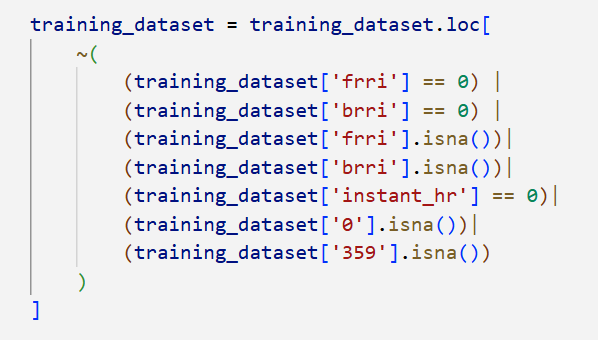 training_dataset = training_dataset.loc[
    ~(
        (training_dataset['frri'] == 0) |
        (training_dataset['brri'] == 0) |
        (training_dataset['frri'].isna())|
        (training_dataset['brri'].isna())|
        (training_dataset['instant_hr'] == 0)|
        (training_dataset['0'].isna())|
        (training_dataset['359'].isna())
    )
]